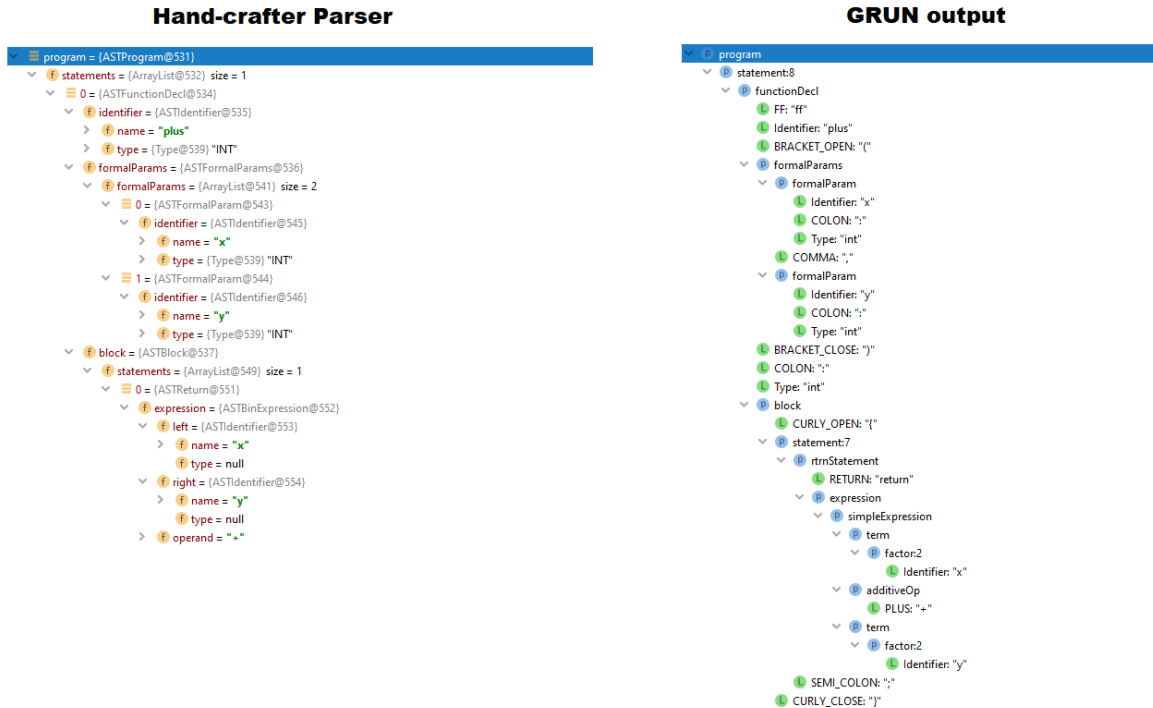 Hand-crafter Parser
program = {ASTProgram@531}
f statements = {ArrayList@532} size = 1
0 = {ASTFunctionDecl@534}
f identifier = {ASTIdentifier@535}
f name = "plus"
f type = {Type@539} "INT"
f formalParams = {ASTFormalParams@536}
f formalParams = {ArrayList@541} size = 2
0 = {ASTFormalParam@543}
f identifier = {ASTIdentifier@545}
f name = "x"
f type = {Type@539} "INT"
1 = {ASTFormalParam@544}
f identifier = {ASTIdentifier@546}
f name = "y"
f type = {Type@539} "INT"
f block = {ASTBlock@537}
f statements = {ArrayList@549} size = 1
0 = {ASTReturn@551}
f expression = {ASTBinExpression@552}
f left = {ASTIdentifier@553}
f name = "x"
f type = null
f right = {ASTIdentifier@554}
f name = "y"
f type = null
f operand = "+"
GRUN output
P program
P statement:8
P functionDecl
L FF: "ff"
L Identifier: "plus"
L BRACKET_OPEN: "("
P formalParams
P formalParam
L Identifier: "x"
L COLON: ":"
L Type: "int"
L COMMA: ","
P formalParam
L Identifier: "y"
L COLON: ":"
L Type: "int"
L BRACKET_CLOSE: ")"
L COLON: ":"
L Type: "int"
P block
L CURLY_OPEN: "{"
P statement:7
P rtrnStatement
L RETURN: "return"
P expression
P simpleExpression
P term
P factor:2
L Identifier: "x"
P additiveOp
L PLUS: "+"
P term
P factor:2
L Identifier: "y"
L SEMI_COLON: ";"
L CURLY_CLOSE: "}"